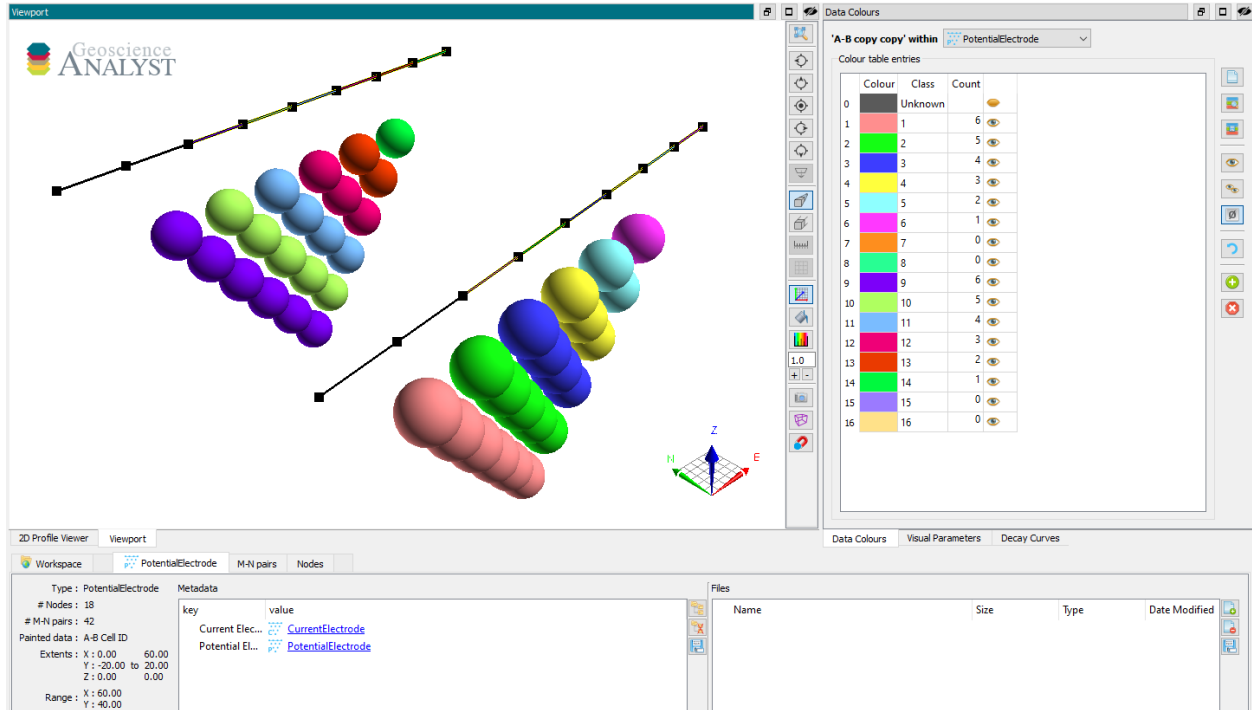 Viewport
Geoscience
ANALYST
N
Z
E
1.0
+ -
2D Profile Viewer Viewport
Data Colours
'A-B copy copy' within PotentialElectrode
Colour table entries
Colour Class Count
0 Unknown
1 1 6
2 2 5
3 3 4
4 4 3
5 5 2
6 6 1
7 7 0
8 8 0
9 9 6
10 10 5
11 11 4
12 12 3
13 13 2
14 14 1
15 15 0
16 16 0
Data Colours Visual Parameters Decay Curves
Workspace PotentialElectrode M-N pairs Nodes
Type : PotentialElectrode
# Nodes : 18
# M-N pairs : 42
Painted data : A-B Cell ID
Extents : X : 0.00 60.00
Y : -20.00 to 20.00
Z : 0.00 0.00
Range : X : 60.00
Y : 40.00
Metadata
key value
Current Elec... CurrentElectrode
Potential El... PotentialElectrode
Files
Name Size Type Date Modified